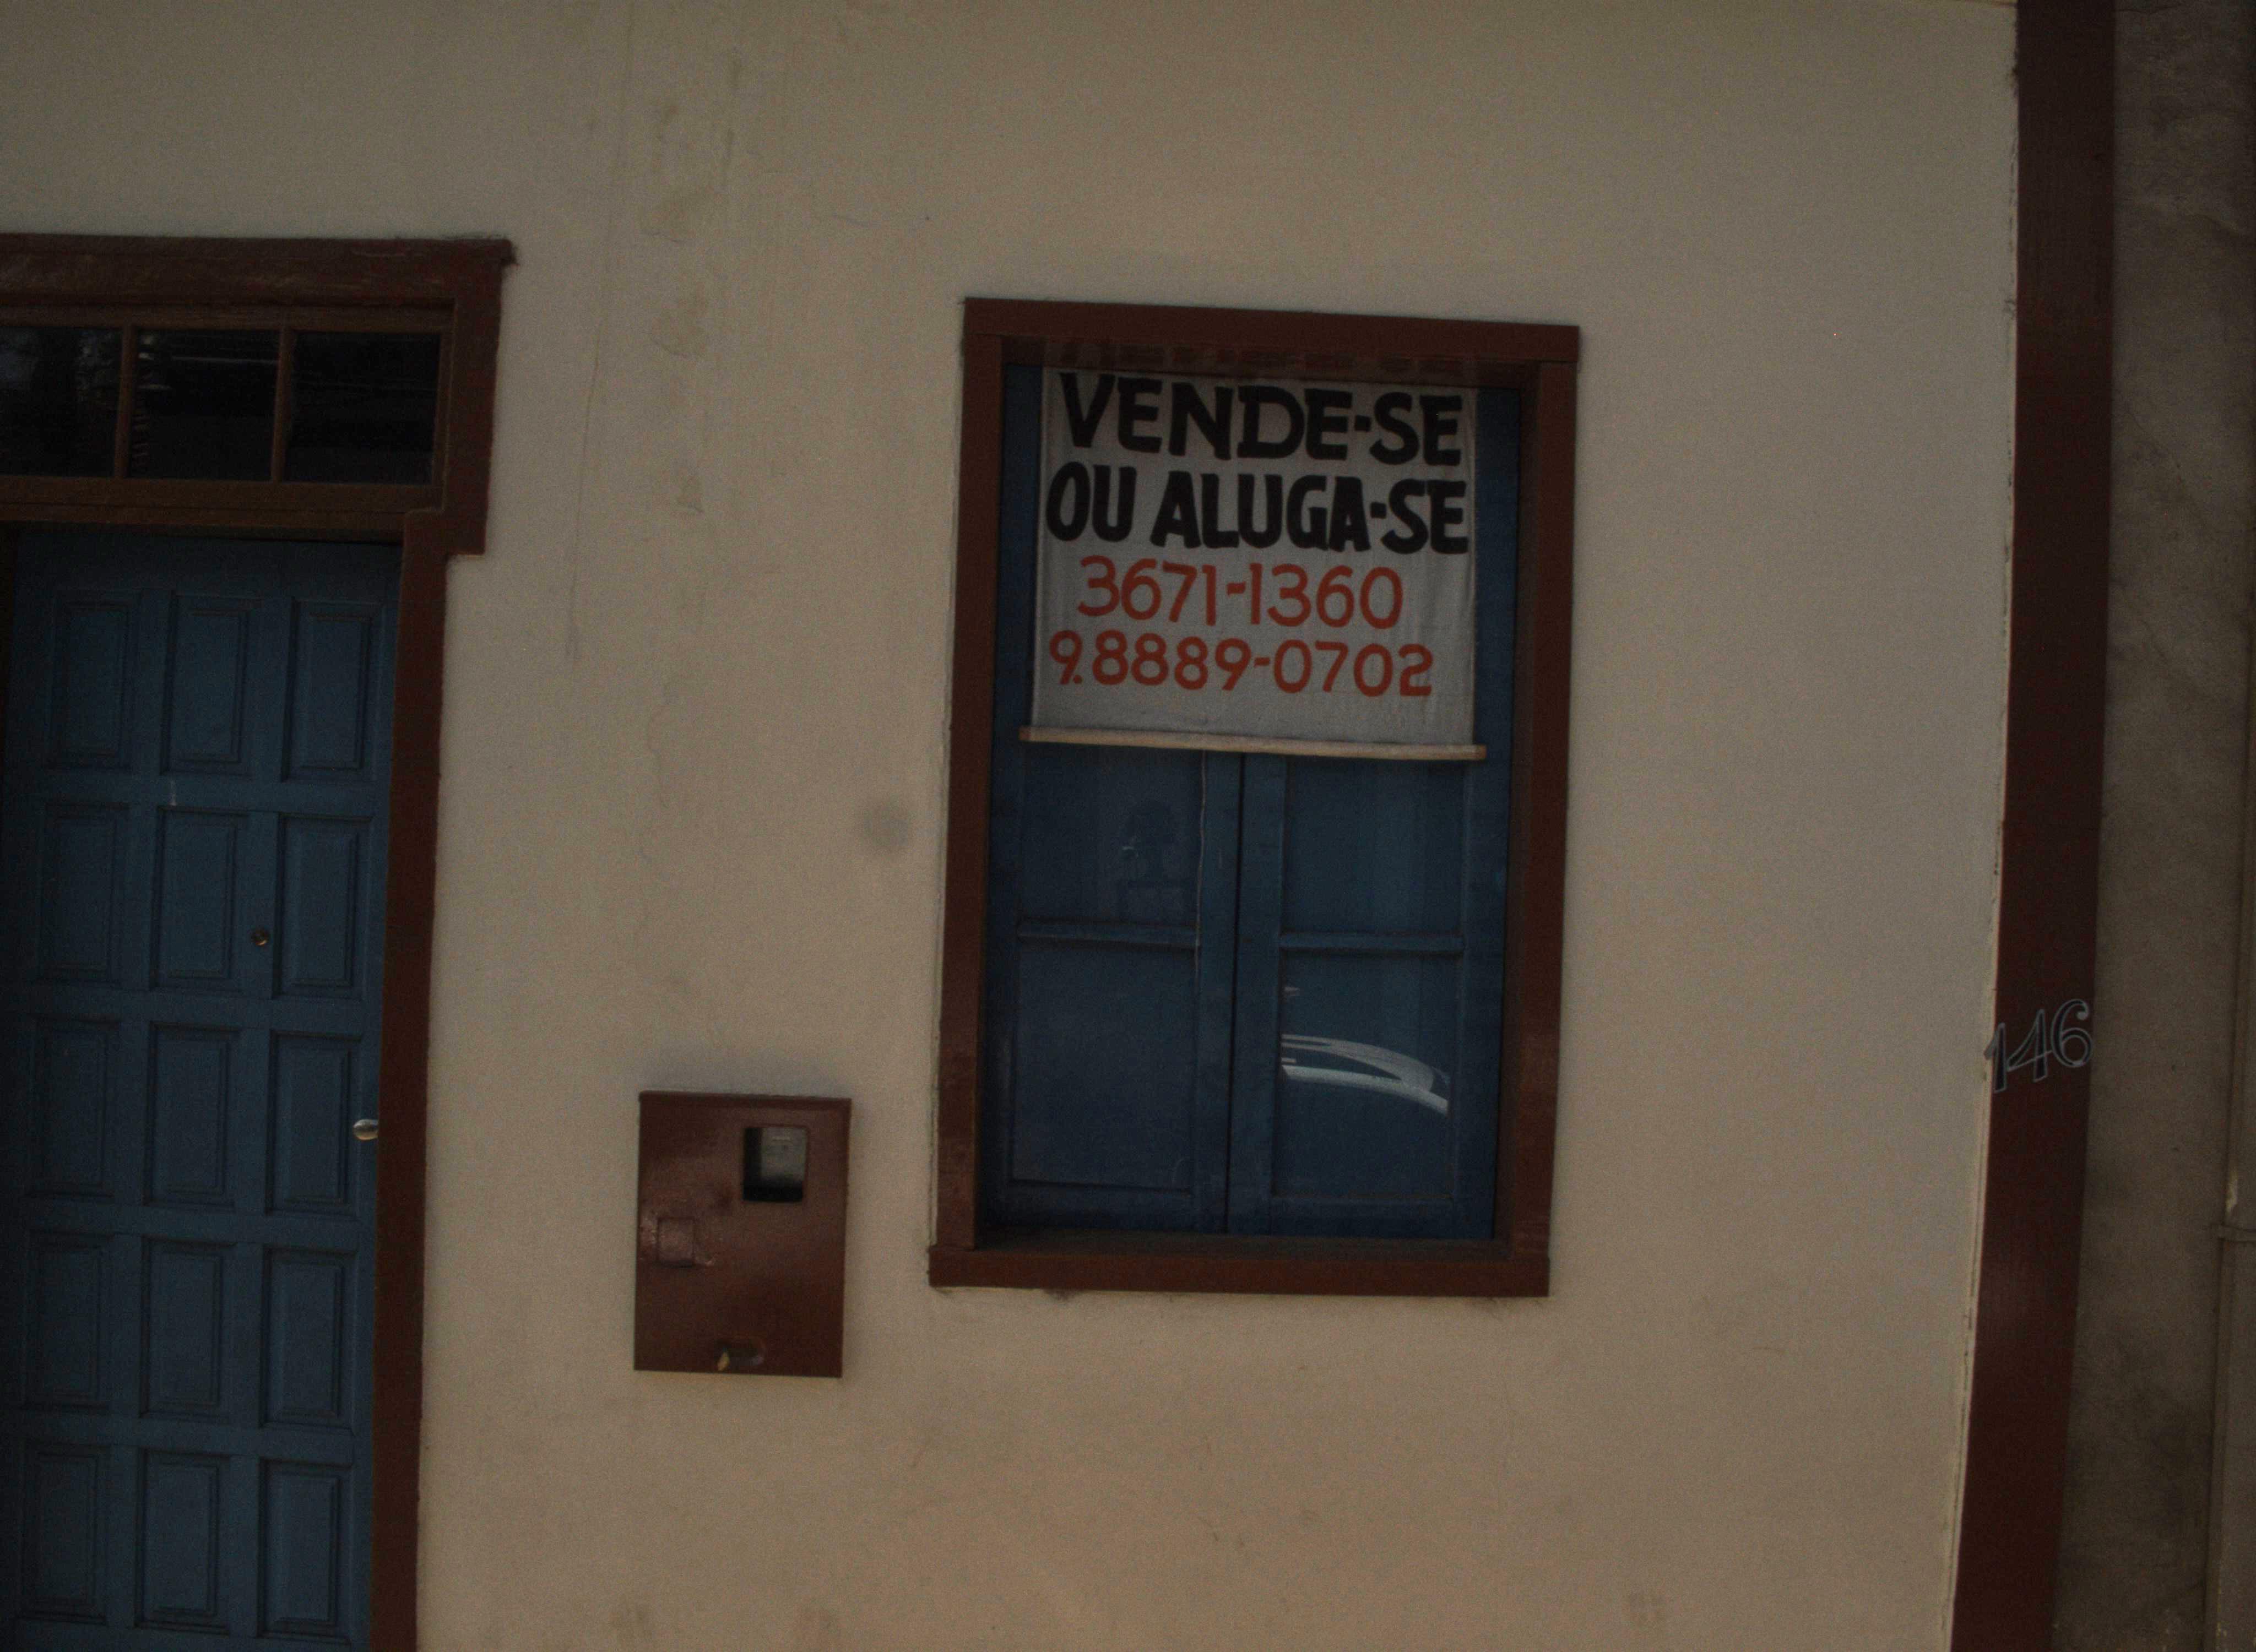 VENDE-SE
OU ALUGA-SE
3671-1360
9.8889-0702
146